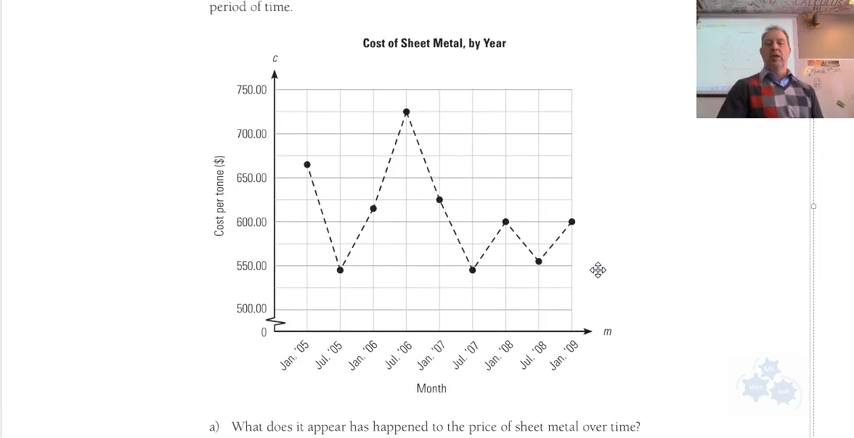 period of time.
Cost of Sheet Metal, by Year
c
750.00
700.00
650.00
600.00
550.00
500.00
0
Cost per tonne ($)
m
Jan. '05
Jul. '05
Jan. '06
Jul. '06
Jan. '07
Jul. '07
Jan. '08
Jul. '08
Jan. '09
Month
a) What does it appear has happened to the price of sheet metal over time?